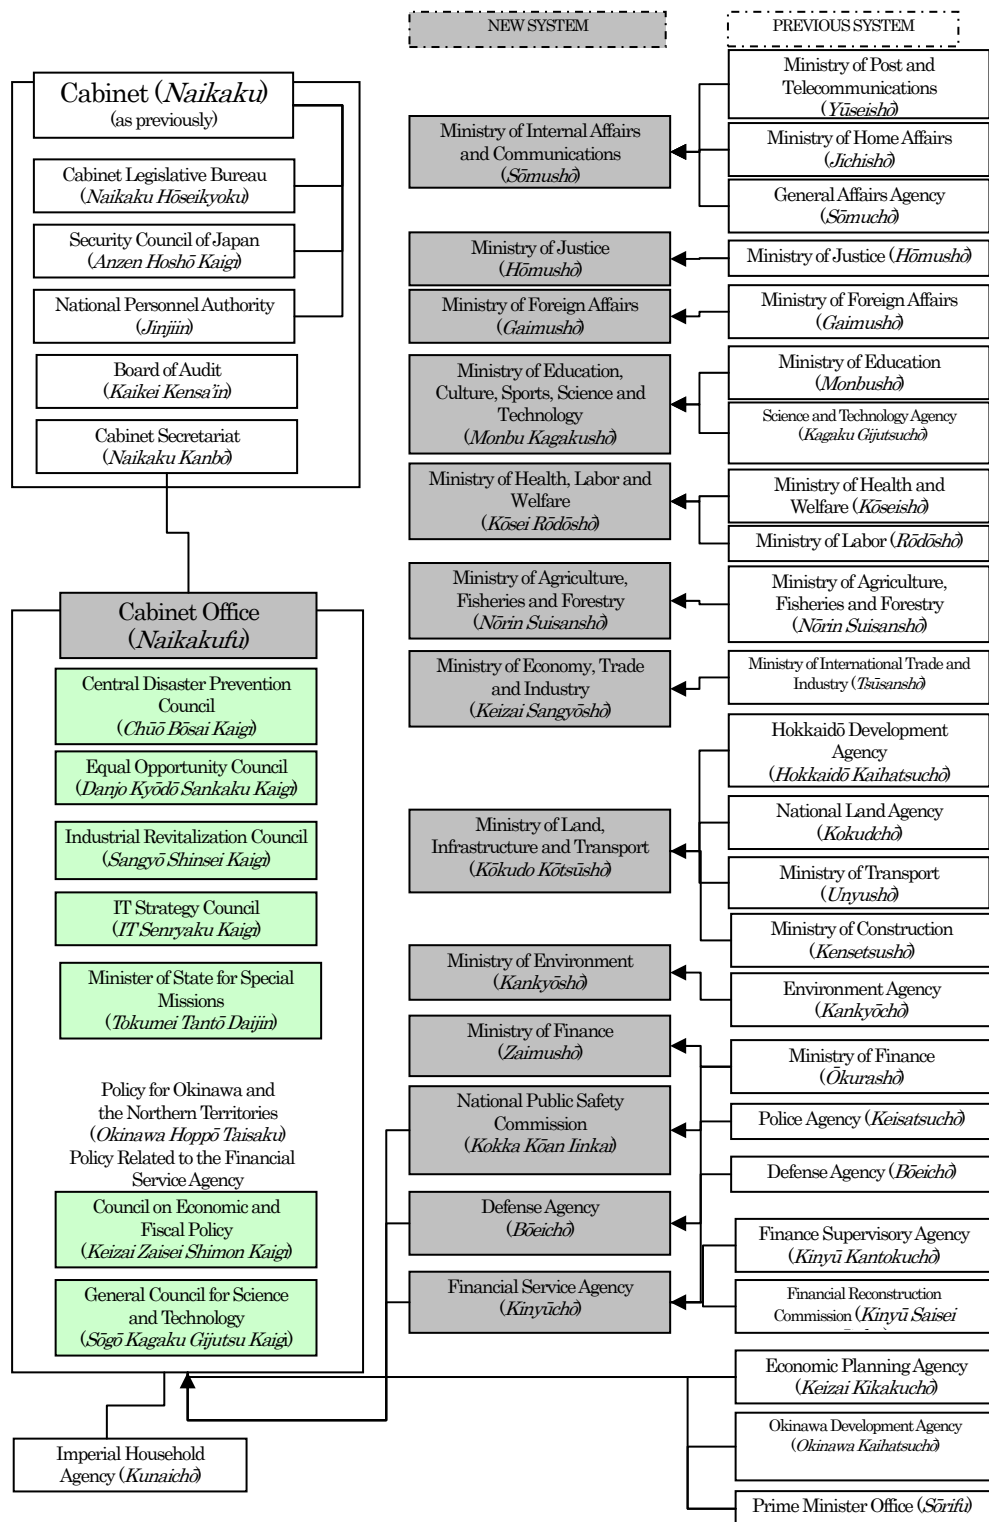 NEW SYSTEM
PREVIOUS SYSTEM
Cabinet (Naikaku)
(as previously)
Cabinet Legislative Bureau
(Naikaku Hōseikyoku)
Security Council of Japan
(Anzen Hoshō Kaigi)
National Personnel Authority
(Jinjiin)
Board of Audit
(Kaikei Kensa'in)
Cabinet Secretariat
(Naikaku Kanbō)
Cabinet Office
(Naikakufu)
Central Disaster Prevention
Council
(Chūō Bōsai Kaigi)
Equal Opportunity Council
(Danjo Kyōdō Sankaku Kaigi)
Industrial Revitalization Council
(Sangyō Shinsei Kaigi)
IT Strategy Council
(IT Senryaku Kaigi)
Minister of State for Special
Missions
(Tokumei Tantō Daijin)
Policy for Okinawa and
the Northern Territories
(Okinawa Hoppō Taisaku)
Policy Related to the Financial
Service Agency
Council on Economic and
Fiscal Policy
(Keizai Zaisei Shimon Kaigi)
General Council for Science
and Technology
(Sōgō Kagaku Gijutsu Kaigi)
Imperial Household
Agency (Kunaichō)
Ministry of Internal Affairs
and Communications
(Sōmushō)
Ministry of Justice
(Hōmushō)
Ministry of Foreign Affairs
(Gaimushō)
Ministry of Education,
Culture, Sports, Science and
Technology
(Monbu Kagakushō)
Ministry of Health, Labor and
Welfare
(Kōsei Rōdōshō)
Ministry of Agriculture,
Fisheries and Forestry
(Nōrin Suisanshō)
Ministry of Economy, Trade
and Industry
(Keizai Sangyōshō)
Ministry of Land,
Infrastructure and Transport
(Kōkudo Kōtsūshō)
Ministry of Environment
(Kankyōshō)
Ministry of Finance
(Zaimushō)
National Public Safety
Commission
(Kokka Kōan Iinkai)
Defense Agency
(Bōeichō)
Financial Service Agency
(Kinyūchō)
Ministry of Post and
Telecommunications
(Yūseishō)
Ministry of Home Affairs
(Jichishō)
General Affairs Agency
(Sōmuchō)
Ministry of Justice (Hōmushō)
Ministry of Foreign Affairs
(Gaimushō)
Ministry of Education
(Monbushō)
Science and Technology Agency
(Kagaku Gijutsuchō)
Ministry of Health and
Welfare (Kōseishō)
Ministry of Labor (Rōdōshō)
Ministry of Agriculture,
Fisheries and Forestry
(Nōrin Suisanshō)
Ministry of International Trade and
Industry (Tsūsanshō)
Hokkaidō Development
Agency
(Hokkaidō Kaihatsuchō)
National Land Agency
(Kokudchō)
Ministry of Transport
(Unyushō)
Ministry of Construction
(Kensetsushō)
Environment Agency
(Kankyōchō)
Ministry of Finance
(Ōkurashō)
Police Agency (Keisatsuchō)
Defense Agency (Bōeichō)
Finance Supervisory Agency
(Kinyū Kantokuchō)
Financial Reconstruction
Commission (Kinyū Saisei
Economic Planning Agency
(Keizai Kikakuchō)
Okinawa Development Agency
(Okinawa Kaihatsuchō)
Prime Minister Office (Sōrifu)